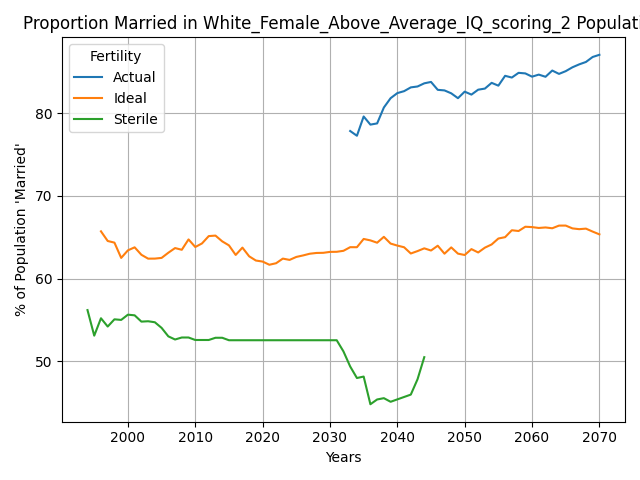 Proportion Married in White_Female_Above_Average_IQ_scoring_2 Populati
Fertility
Actual
Ideal
Sterile
% of Population 'Married'
80
70
60
50
2000 2010 2020 2030 2040 2050 2060 2070
Years